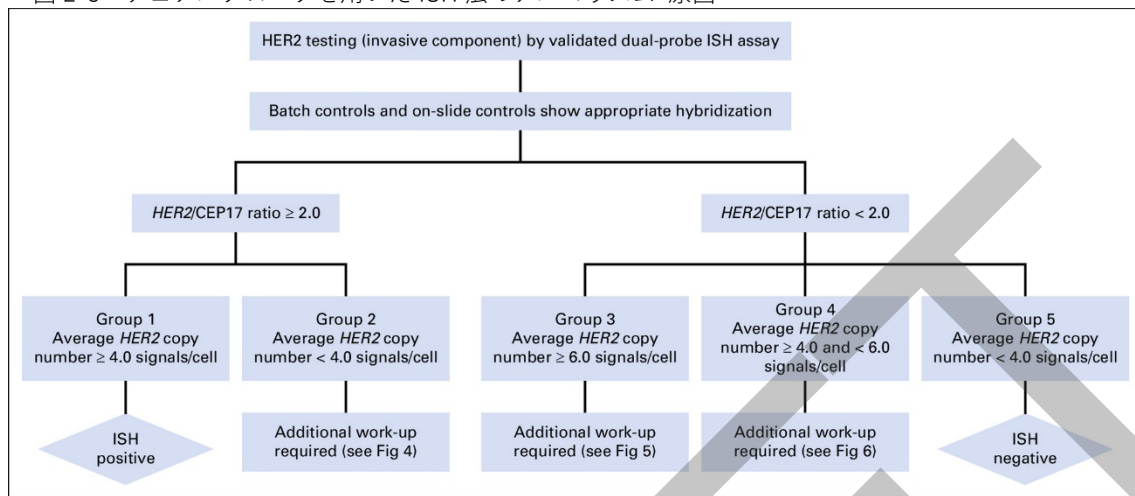 HER2 testing (invasive component) by validated dual-probe ISH assay
Batch controls and on-slide controls show appropriate hybridization
HER2/CEP17 ratio ≥ 2.0
HER2/CEP17 ratio < 2.0
Group 1
Average HER2 copy
number ≥ 4.0 signals/cell
Group 2
Average HER2 copy
number < 4.0 signals/cell
Group 3
Average HER2 copy
number ≥ 6.0 signals/cell
Group 4
Average HER2 copy
number ≥ 4.0 and < 6.0
signals/cell
Group 5
Average HER2 copy
number < 4.0 signals/cell
ISH
positive
Additional work-up
required (see Fig 4)
Additional work-up
required (see Fig 5)
Additional work-up
required (see Fig 6)
ISH
negative